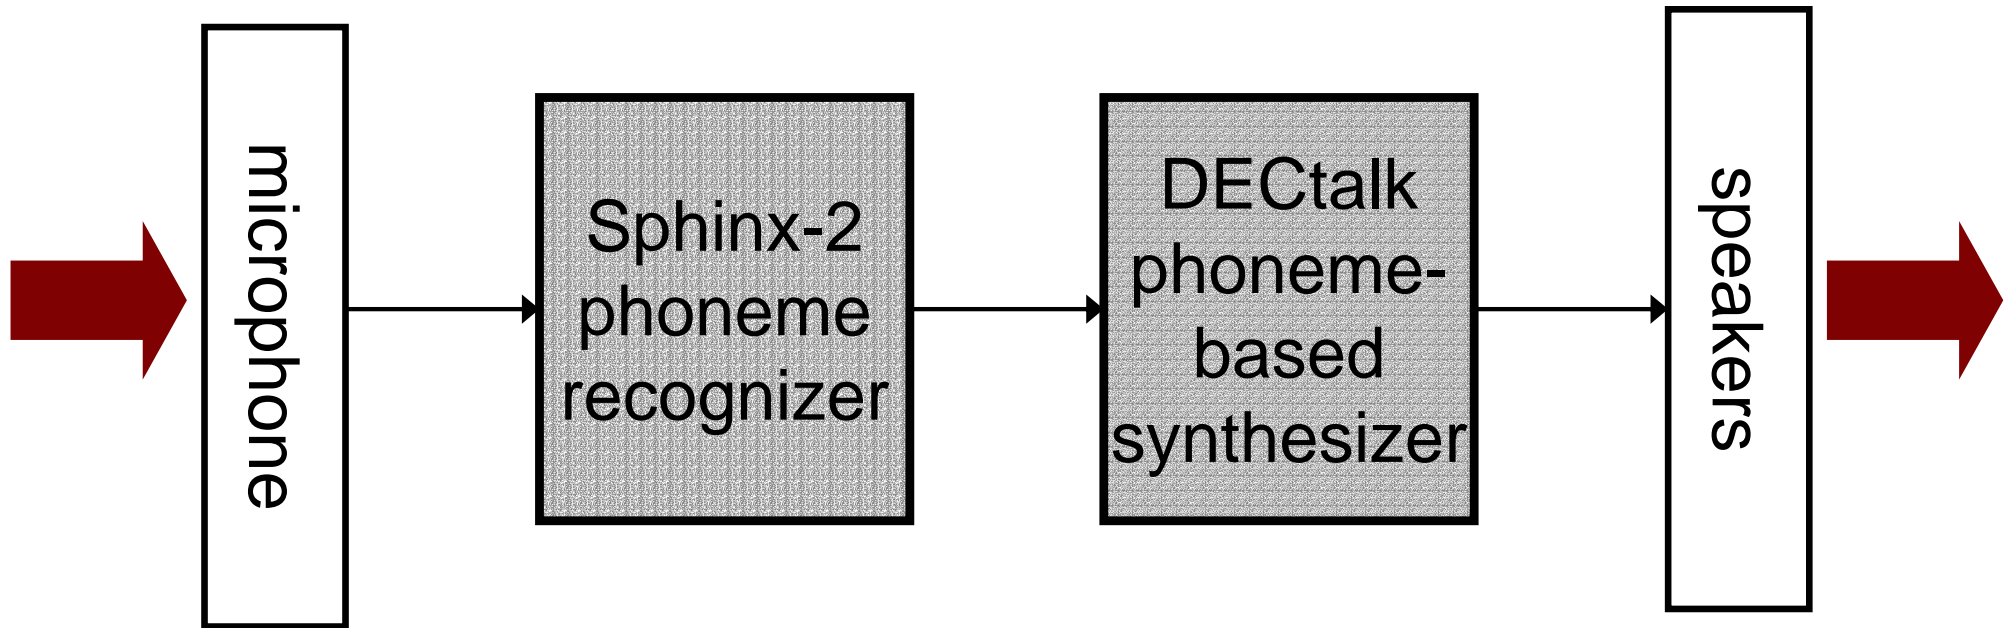 microphone
Sphinx-2
phoneme
recognizer
DECtalk
phoneme-
based
synthesizer
speakers